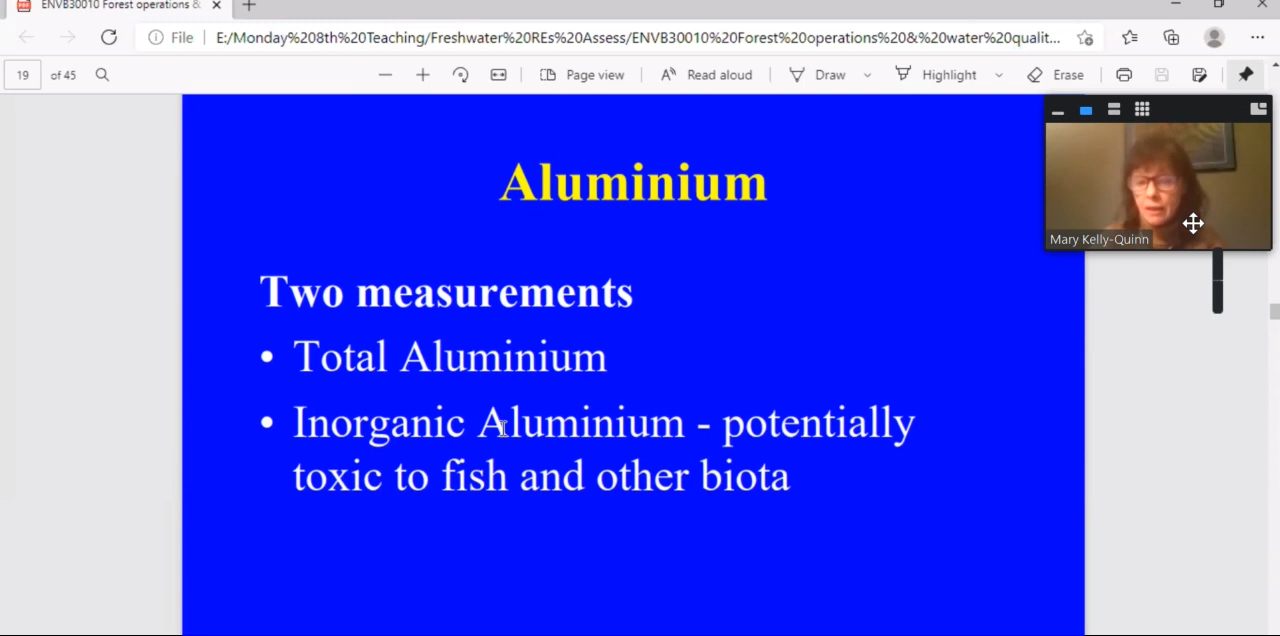 ENVB30010 Forest operations &
File
E:/Monday%208th%20Teaching/Freshwater%20REs%20Assess/ENVB30010%20Forest%20operations%20&%20water%20qualit...
19 of 45
Page view
Read aloud
Draw
Highlight
Erase
Mary Kelly-Quinn
Aluminium
Two measurements
• Total Aluminium
• Inorganic Aluminium - potentially
toxic to fish and other biota